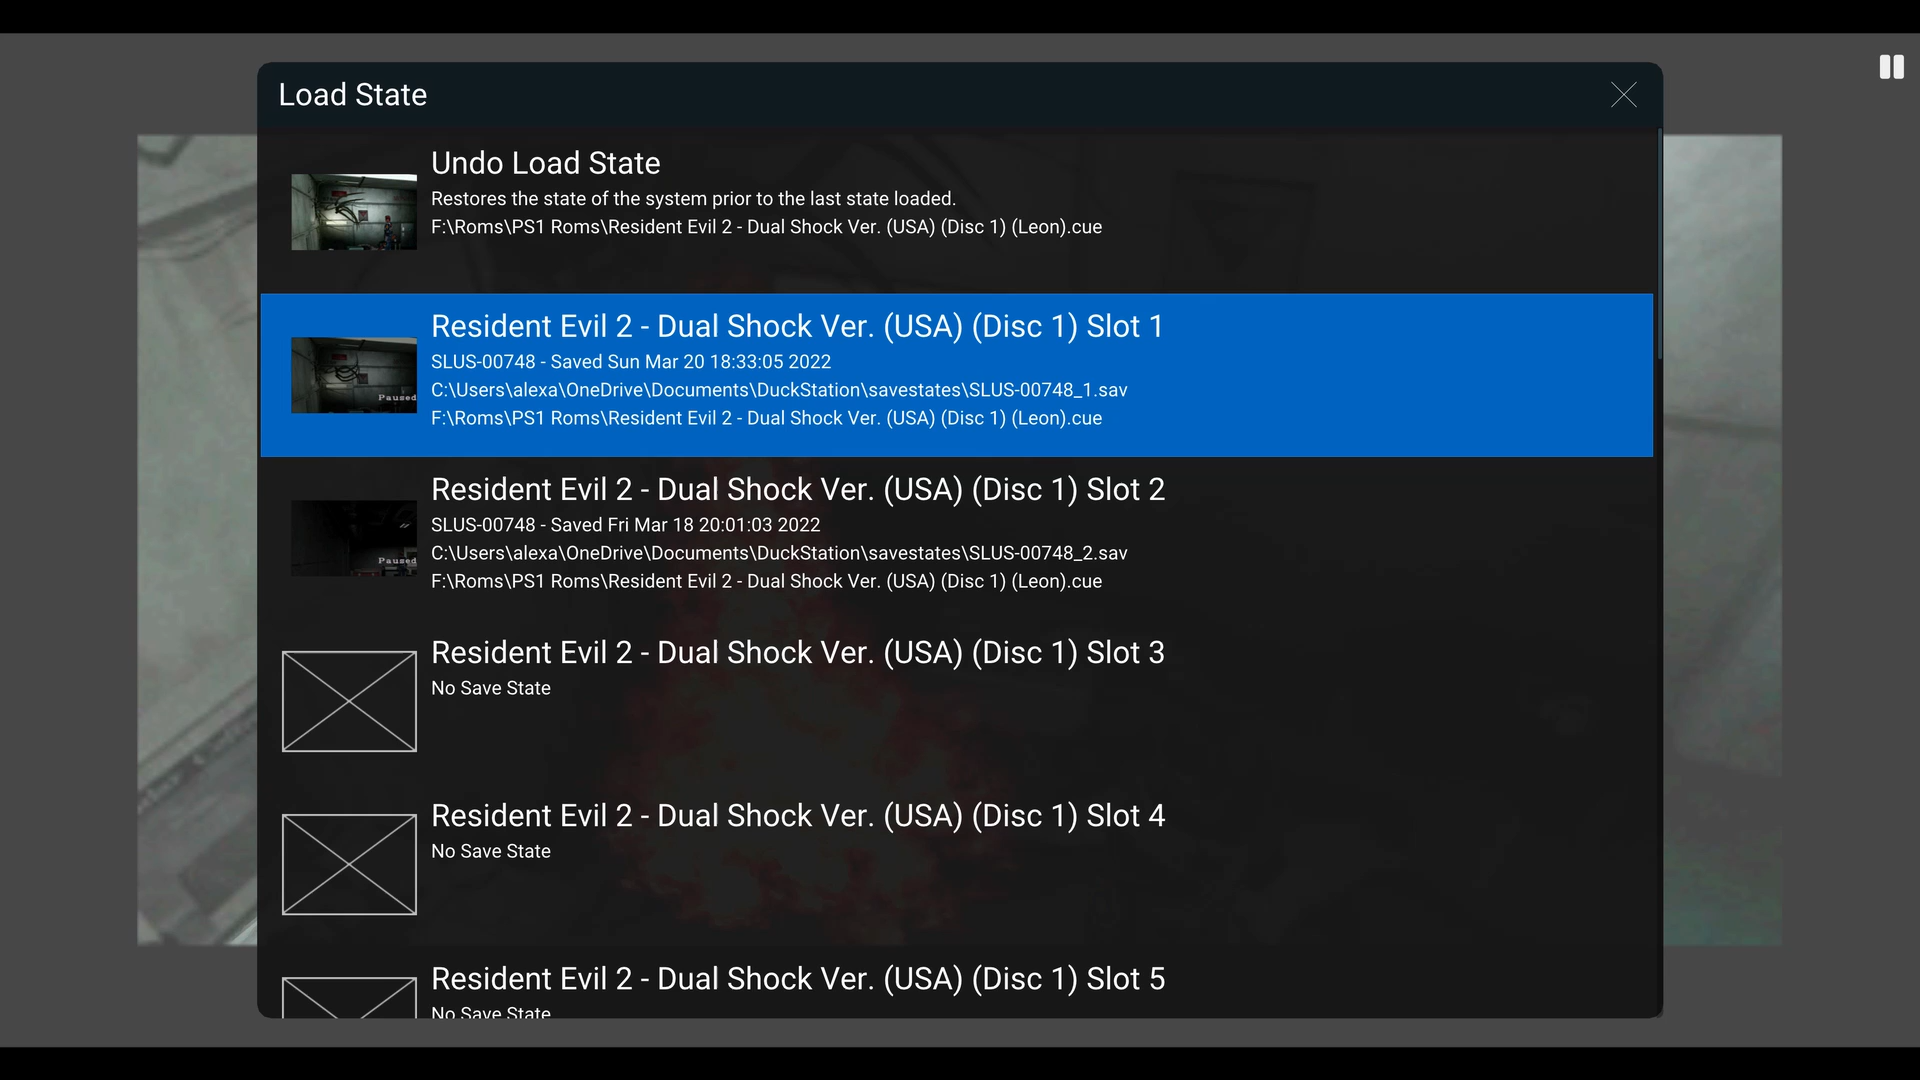 Load State
Undo Load State
Restores the state of the system prior to the last state loaded.
F:\Roms\PS1 Roms\Resident Evil 2 - Dual Shock Ver. (USA) (Disc 1) (Leon).cue
Resident Evil 2 - Dual Shock Ver. (USA) (Disc 1) Slot 1
SLUS-00748 - Saved Sun Mar 20 18:33:05 2022
C:\Users\alexa\OneDrive\Documents\DuckStation\savestates\SLUS-00748_1.sav
Paused
F:\Roms\PS1 Roms\Resident Evil 2 - Dual Shock Ver. (USA) (Disc 1) (Leon).cue
Resident Evil 2 - Dual Shock Ver. (USA) (Disc 1) Slot 2
SLUS-00748 - Saved Fri Mar 18 20:01:03 2022
C:\Users\alexa\OneDrive\Documents\DuckStation\savestates\SLUS-00748_2.sav
Paused
F:\Roms\PS1 Roms\Resident Evil 2 - Dual Shock Ver. (USA) (Disc 1) (Leon).cue
Resident Evil 2 - Dual Shock Ver. (USA) (Disc 1) Slot 3
No Save State
Resident Evil 2 - Dual Shock Ver. (USA) (Disc 1) Slot 4
No Save State
Resident Evil 2 - Dual Shock Ver. (USA) (Disc 1) Slot 5
No Save State